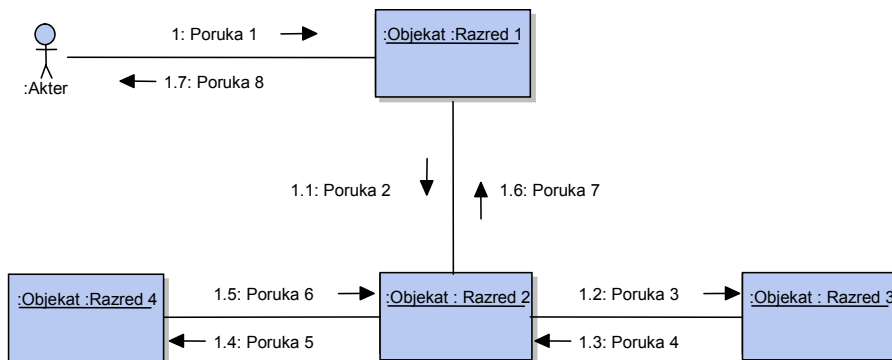 1: Poruka 1
:Objekat :Razred 1
:Akter
1.7: Poruka 8
1.1: Poruka 2
1.6: Poruka 7
:Objekat :Razred 4
1.5: Poruka 6
:Objekat : Razred 2
1.2: Poruka 3
:Objekat : Razred 3
1.4: Poruka 5
1.3: Poruka 4